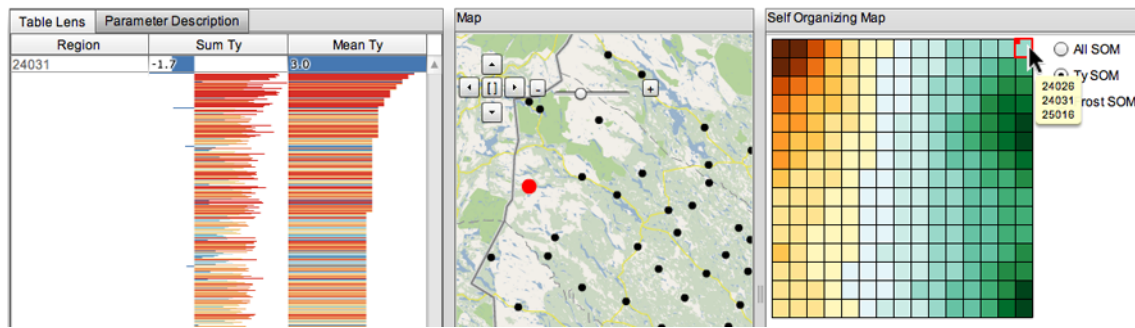 Table Lens Parameter Description
Region Sum Ty Mean Ty
24031 -1.7 3.0
Map
[ ]
- +
Self Organizing Map
All SOM
Ty SOM
rost SOM
24026
24031
25016